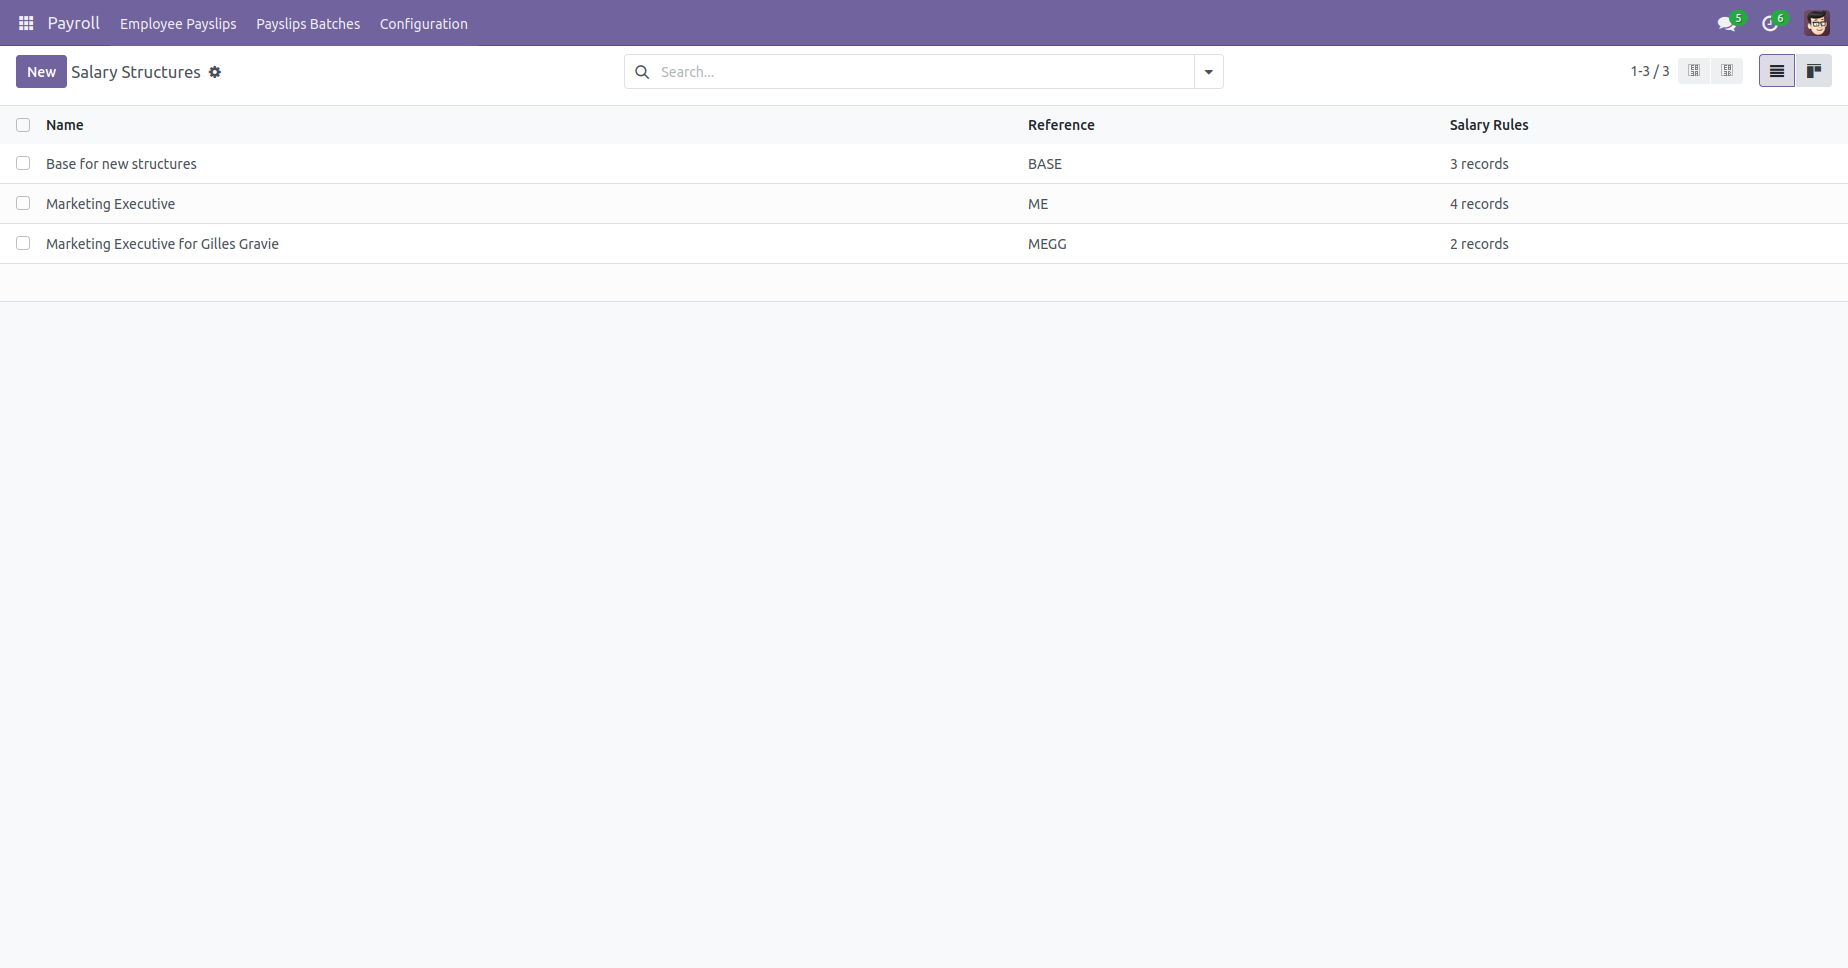 Payroll Employee Payslips Payslips Batches Configuration 5 6
New Salary Structures Search... 1-3 / 3
Name Reference Salary Rules
Base for new structures BASE 3 records
Marketing Executive ME 4 records
Marketing Executive for Gilles Gravie MEGG 2 records